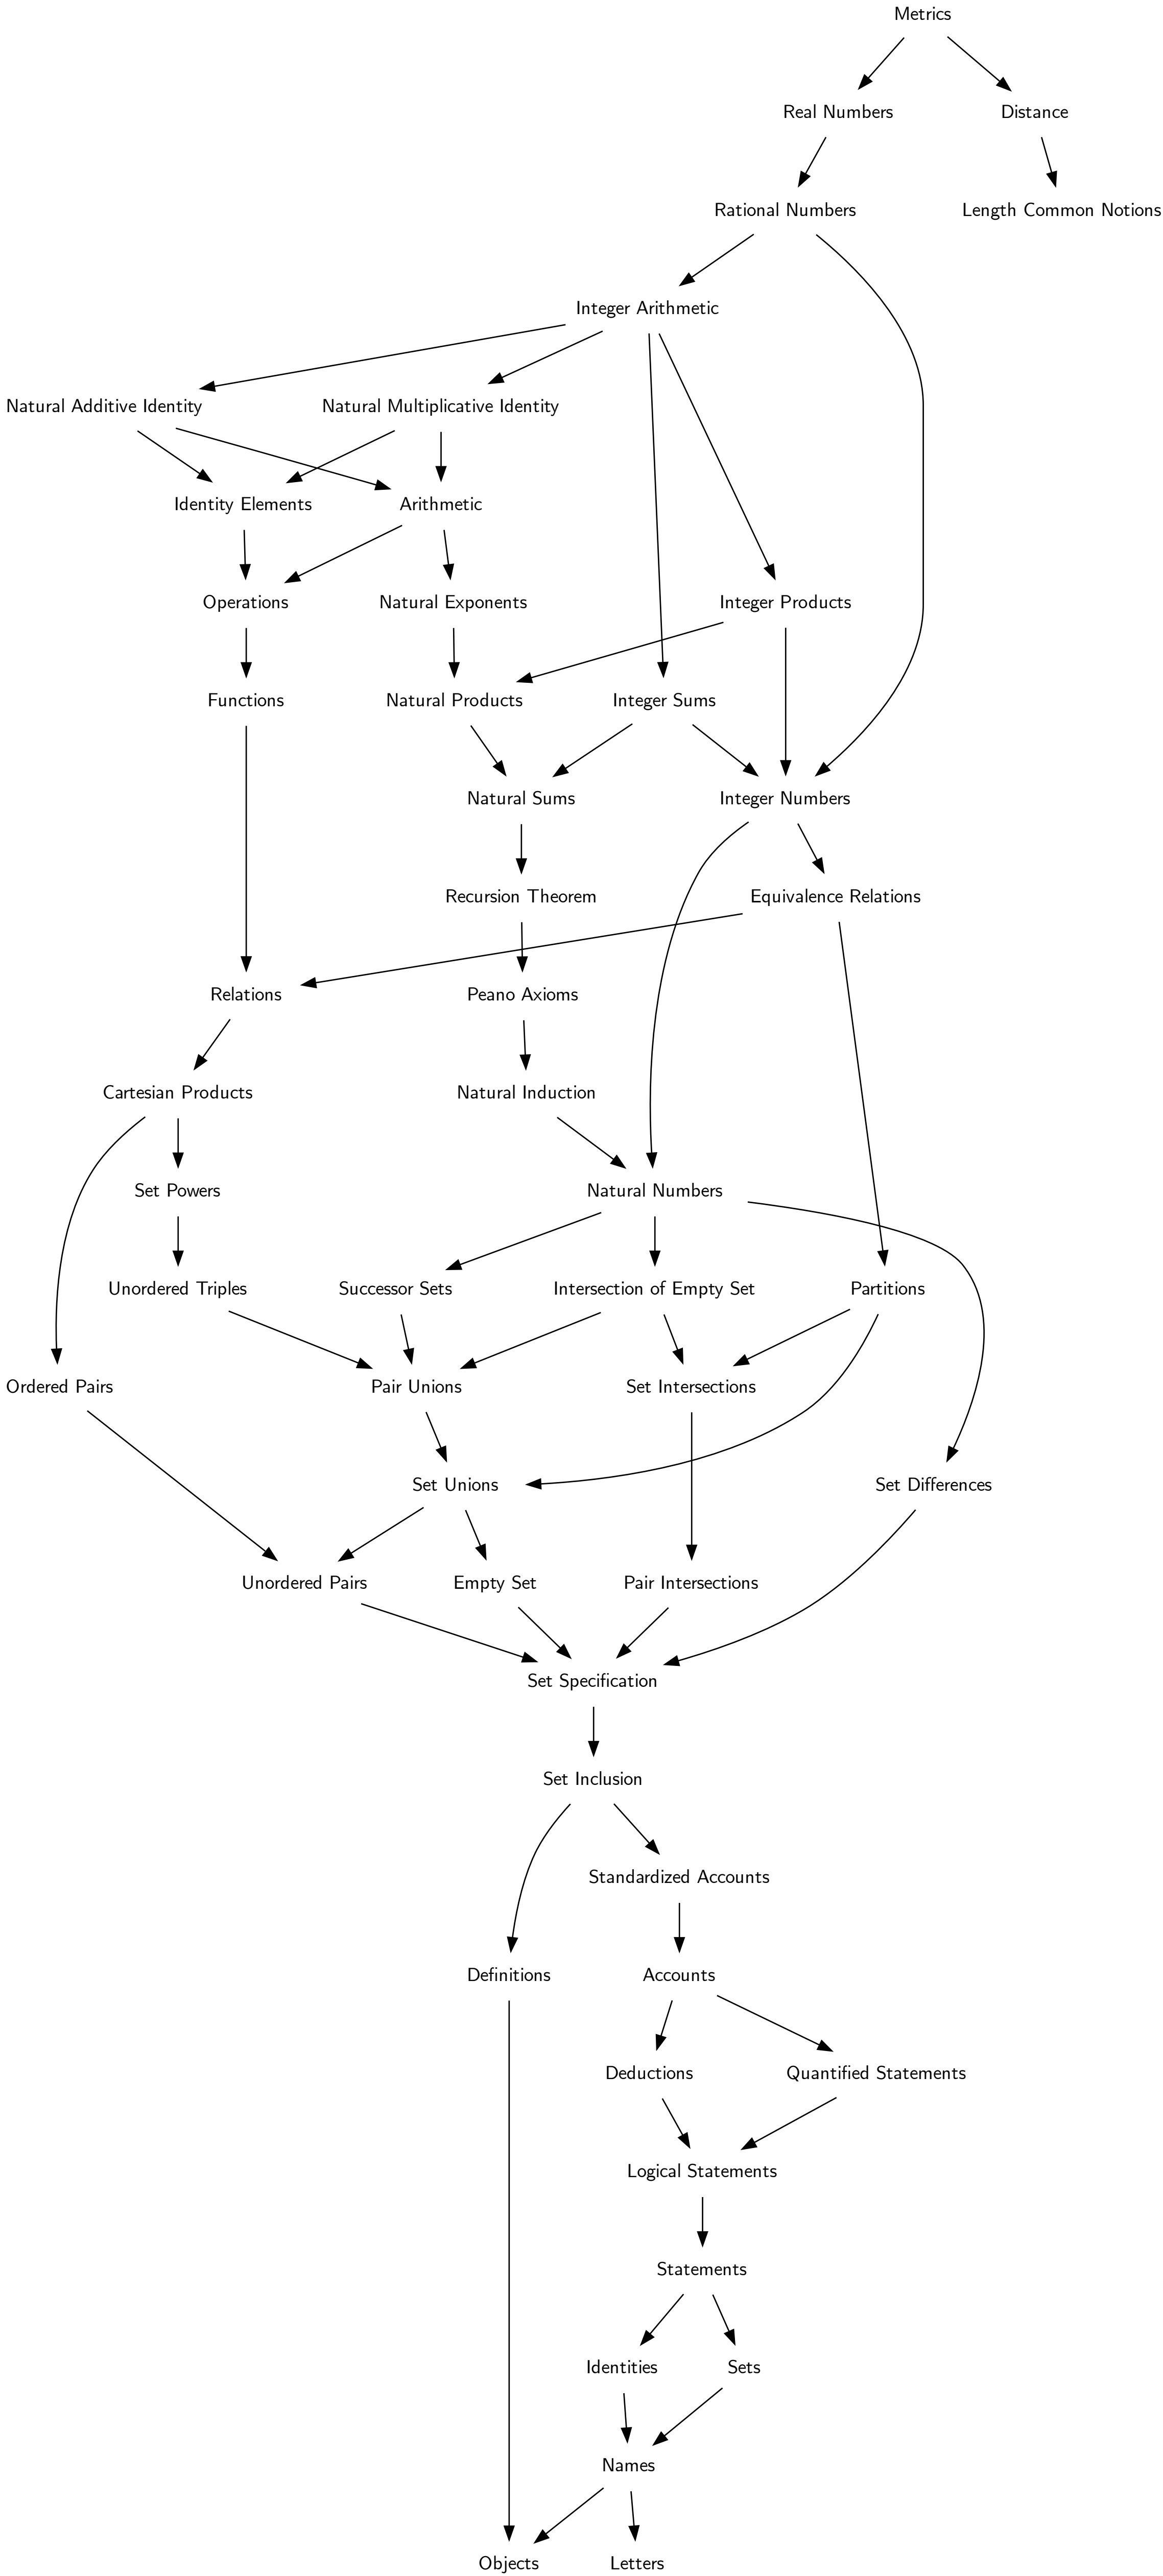 Metrics
Real Numbers
Distance
Rational Numbers
Length Common Notions
Integer Arithmetic
Natural Additive Identity
Natural Multiplicative Identity
Identity Elements
Arithmetic
Operations
Natural Exponents
Integer Products
Functions
Natural Products
Integer Sums
Natural Sums
Integer Numbers
Recursion Theorem
Equivalence Relations
Relations
Peano Axioms
Cartesian Products
Natural Induction
Set Powers
Natural Numbers
Unordered Triples
Successor Sets
Intersection of Empty Set
Partitions
Ordered Pairs
Pair Unions
Set Intersections
Set Unions
Set Differences
Unordered Pairs
Empty Set
Pair Intersections
Set Specification
Set Inclusion
Standardized Accounts
Definitions
Accounts
Deductions
Quantified Statements
Logical Statements
Statements
Identities
Sets
Names
Objects
Letters